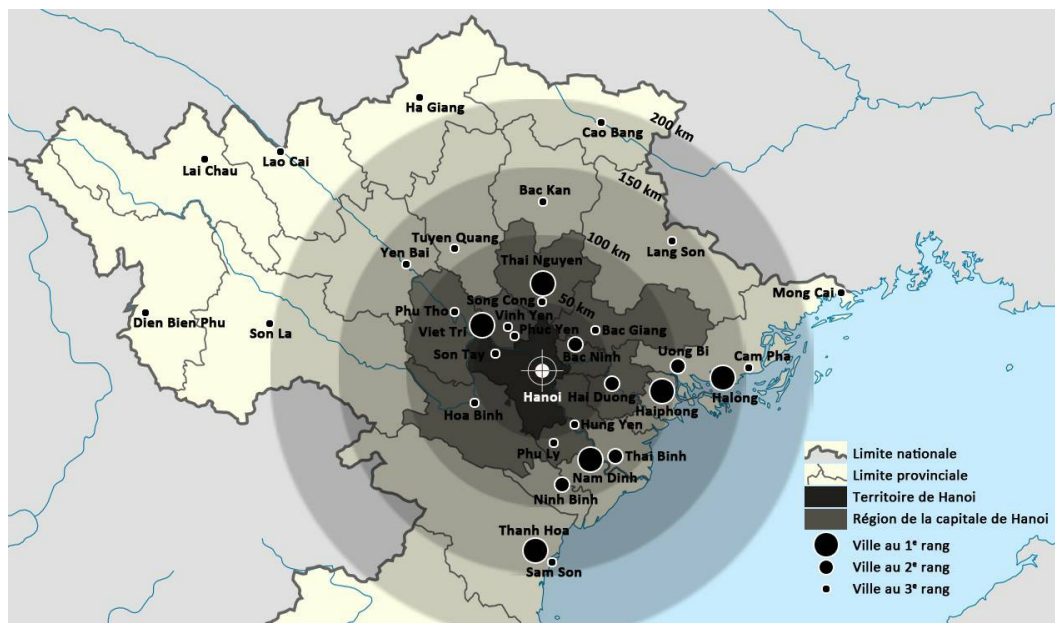 Ha Giang
Cao Bang
200 km
Lao Cai
Lai Chau
150 km
Bac Kan
Tuyen Quang
100 km
Lang Son
Yen Bai
Thai Nguyen
Mong Cai
Song Cong
50 km
Dien Bien Phu
Son La
Phu Tho
Vinh Yen
Viet Tri
Phuc Yen
Bac Giang
Son Tay
Bac Ninh
Uong Bi
Cam Pha
Hanoi
Hai Duong
Haiphong
Halong
Hoa Binh
Hung Yen
Phu Ly
Thai Binh
Nam Dinh
Ninh Binh
Thanh Hoa
Sam Son
Limite nationale
Limite provinciale
Territoire de Hanoi
Région de la capitale de Hanoi
Ville au 1e rang
Ville au 2e rang
Ville au 3e rang